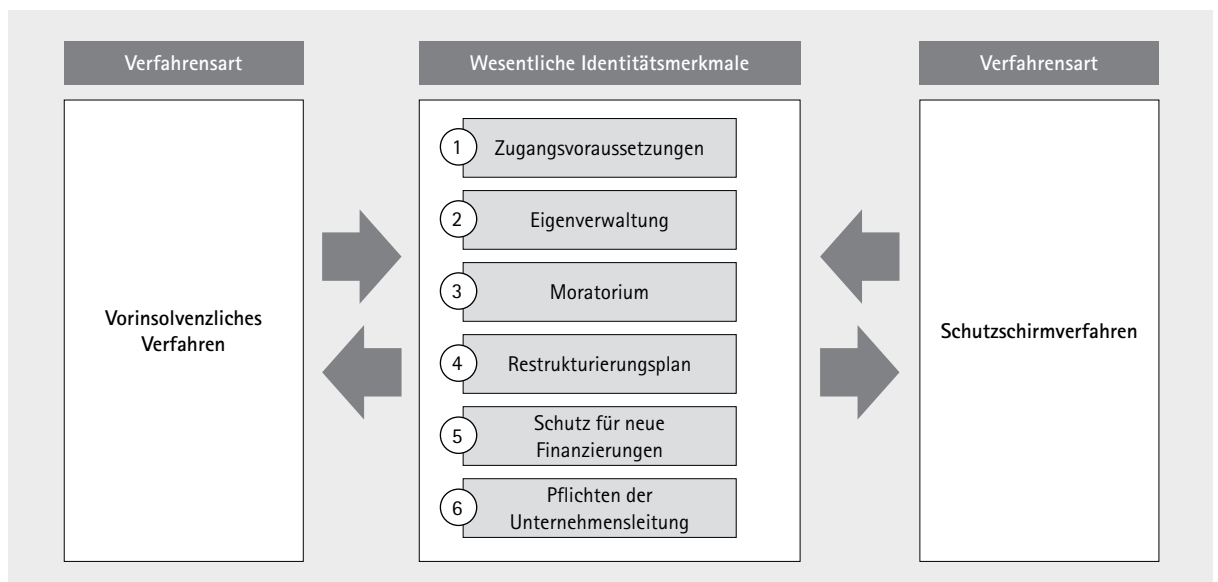 Verfahrensart
Wesentliche Identitätsmerkmale
Verfahrensart
Vorinsolvenzliches
Verfahren
1 Zugangsvoraussetzungen
2 Eigenverwaltung
3 Moratorium
4 Restrukturierungsplan
5 Schutz für neue
Finanzierungen
6 Pflichten der
Unternehmensleitung
Schutzschirmverfahren